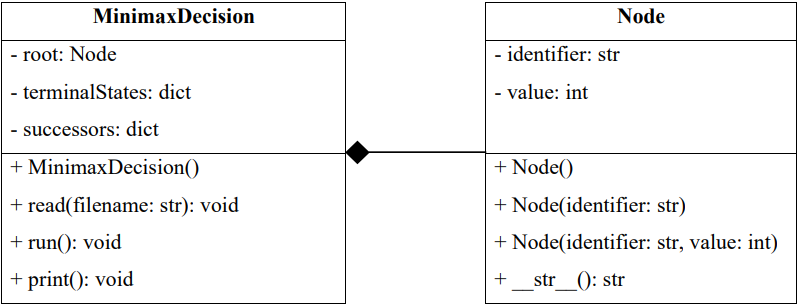 MinimaxDecision
- root: Node
- terminalStates: dict
- successors: dict
+ MinimaxDecision()
+ read(filename: str): void
+ run(): void
+ print(): void
Node
- identifier: str
- value: int
+ Node()
+ Node(identifier: str)
+ Node(identifier: str, value: int)
+ __str__(): str